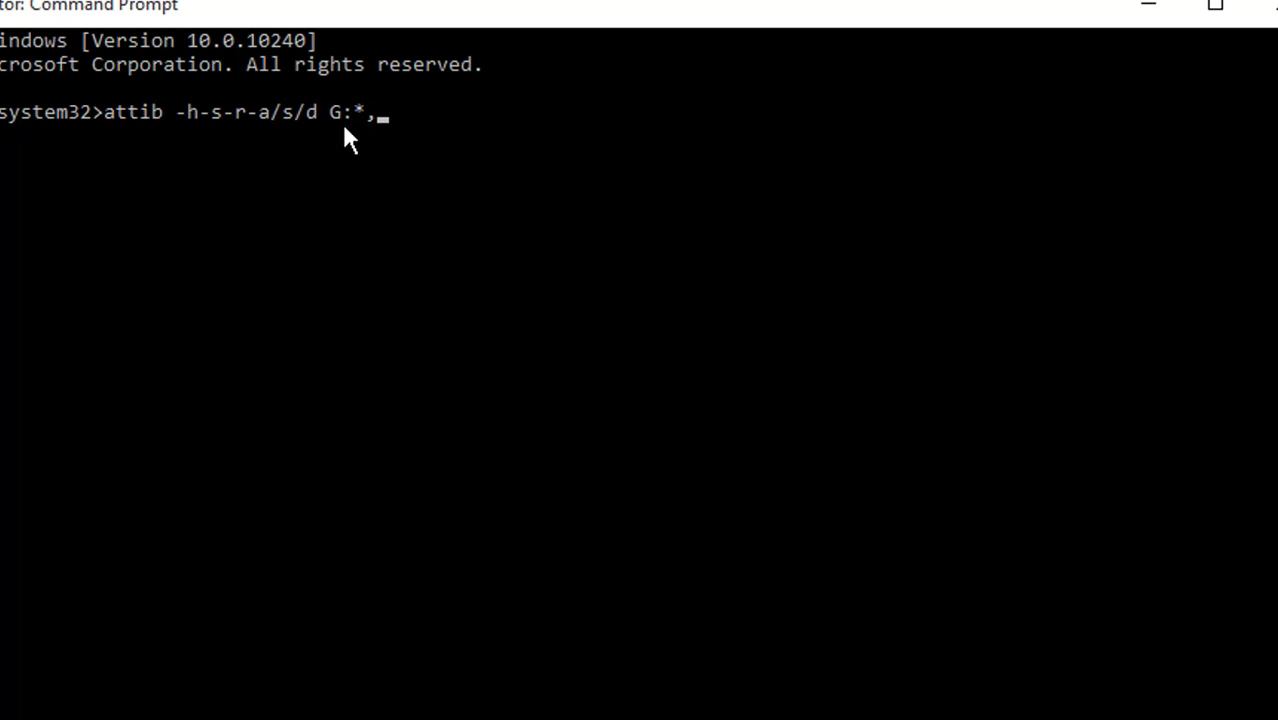 tor: Command Prompt
indows [Version 10.0.10240]
crosoft Corporation. All rights reserved.
system32>attib -h-s-r-a/s/d G:*,